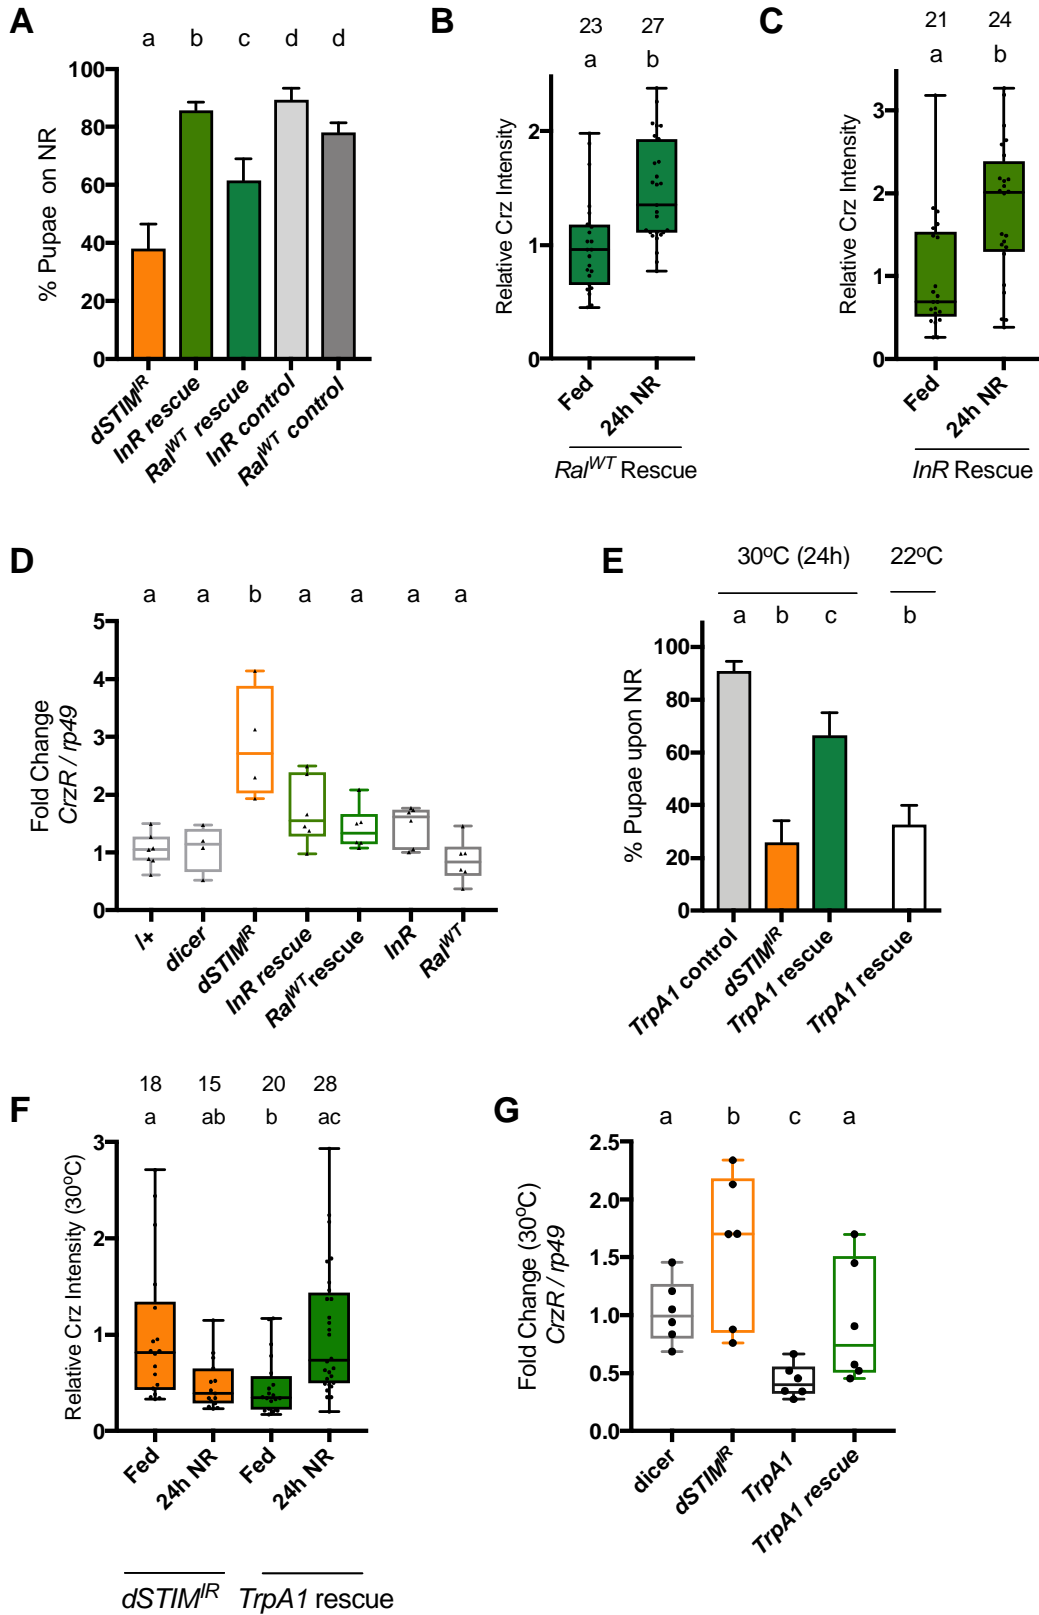 A
a b c d d
% Pupae on NR
100
80
60
40
20
0
dSTIM^IR
InR rescue
Ral^WT rescue
InR control
Ral^WT control
B
23 27
a b
Relative Crz Intensity
2
1
0
Fed
24h NR
Ral^WT Rescue
C
21 24
a b
Relative Crz Intensity
3
2
1
0
Fed
24h NR
InR Rescue
D
a a b a a a a
Fold Change
CrzR / rp49
5
4
3
2
1
0
/+
dicer
dSTIM^IR
InR rescue
Ral^WT rescue
InR
Ral^WT
E
30ºC (24h) 22ºC
a b c b
% Pupae upon NR
100
80
60
40
20
0
TrpA1 control
dSTIM^IR
TrpA1 rescue
TrpA1 rescue
F
18 15 20 28
a ab b ac
Relative Crz Intensity (30ºC)
3
2
1
0
Fed
24h NR
Fed
24h NR
dSTIM^IR TrpA1 rescue
G
a b c a
Fold Change (30ºC)
CrzR / rp49
2.5
2.0
1.5
1.0
0.5
0.0
dicer
dSTIM^IR
TrpA1
TrpA1 rescue